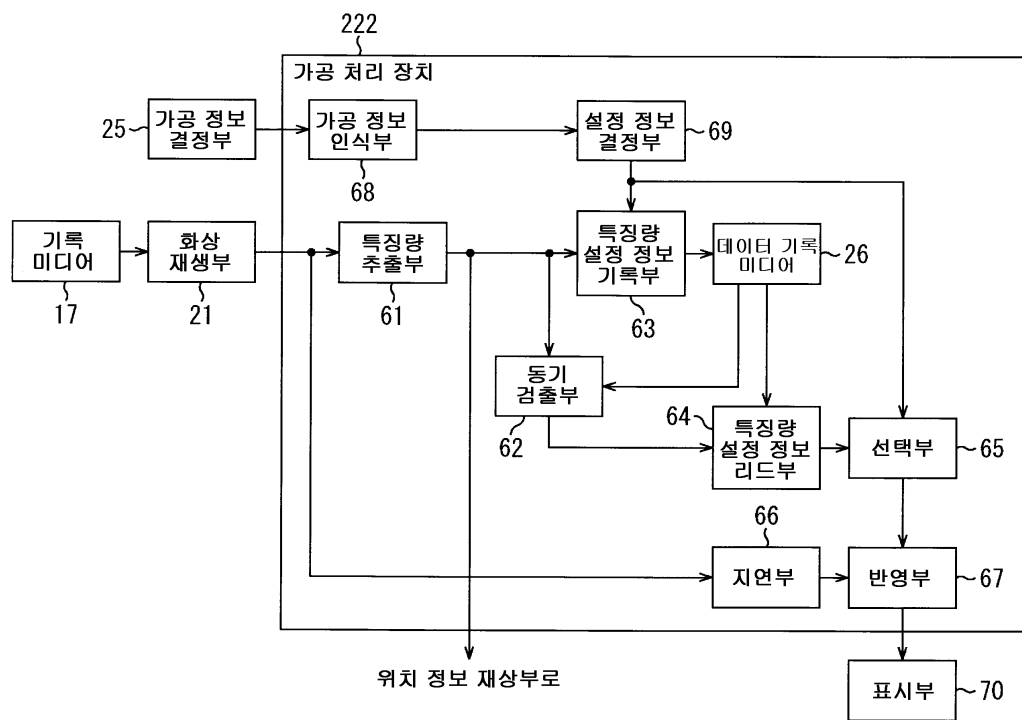 222
가공 처리 장치
가공 정보
결정부
25
가공 정보
인식부
68
설정 정보
결정부
69
기록
미디어
17
화상
재생부
21
특징량
추출부
61
특징량
설정 정보
기록부
63
데이터 기록
미디어
26
동기
검출부
62
64
특징량
설정 정보
리드부
선택부
65
66
지연부
반영부
67
위치 정보 재상부로
표시부
70